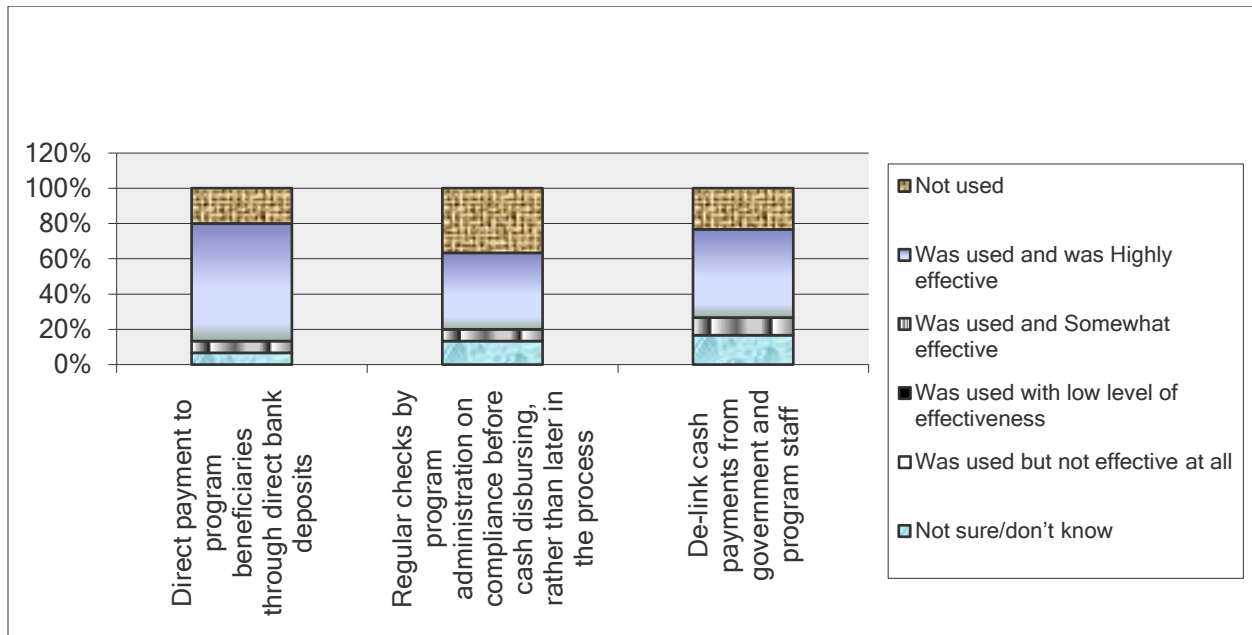 120%
100%
80%
60%
40%
20%
0%
Direct payment to
program
beneficiaries
through direct bank
deposits
Regular checks by
program
administration on
compliance before
cash disbursing,
rather than later in
the process
De-link cash
payments from
government and
program staff
Not used
Was used and was Highly
effective
Was used and Somewhat
effective
Was used with low level of
effectiveness
Was used but not effective at all
Not sure/don’t know